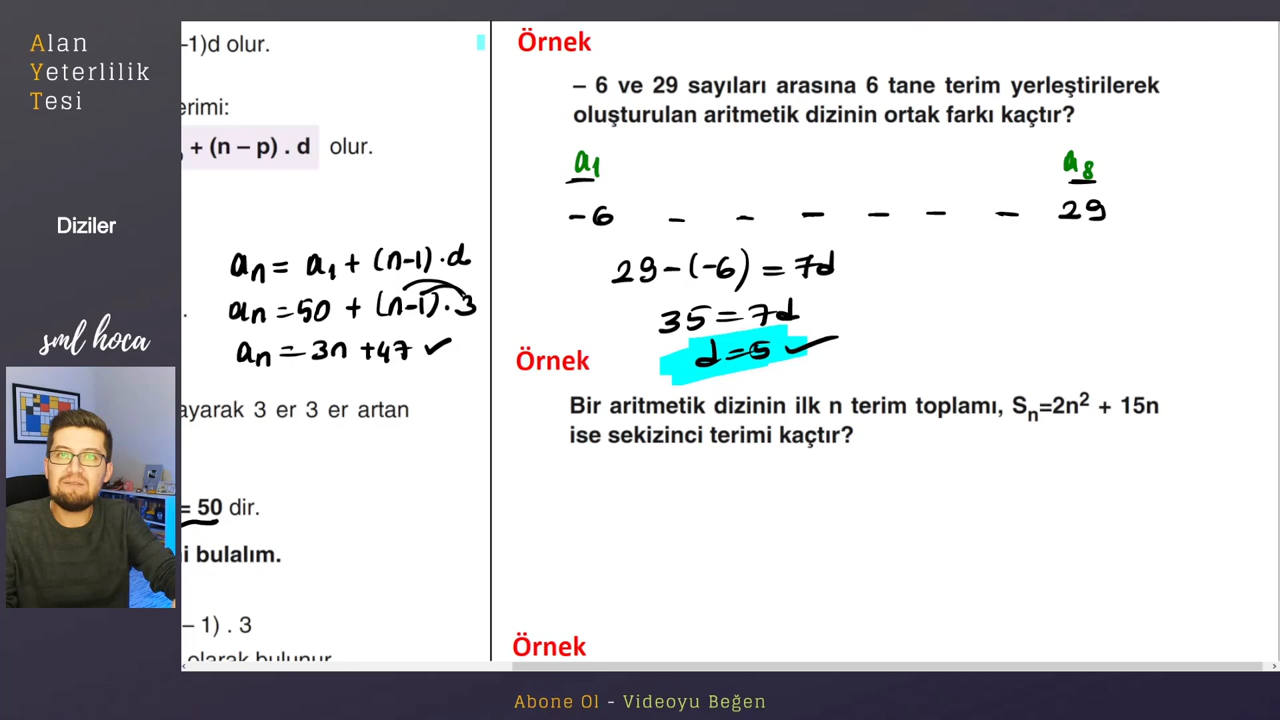 Alan
Yeterlilik
Tesi
Diziler
sml hoca
-1)d olur.
erimi:
+ (n – p) . d olur.
an = a1 + (n-1)·d
an = 50 + (n-1)·3
an = 3n +47 ✓
ayarak 3 er 3 er artan
= 50 dir.
i bulalım.
– 1) . 3
olarak bulunur
Örnek
– 6 ve 29 sayıları arasına 6 tane terim yerleştirilerek
oluşturulan aritmetik dizinin ortak farkı kaçtır?
a1 a8
-6 - - - - - - 29
29-(-6) = 7d
35=7d
d=5 ✓
Örnek
Bir aritmetik dizinin ilk n terim toplamı, Sn=2n² + 15n
ise sekizinci terimi kaçtır?
Örnek
Abone Ol - Videoyu Beğen